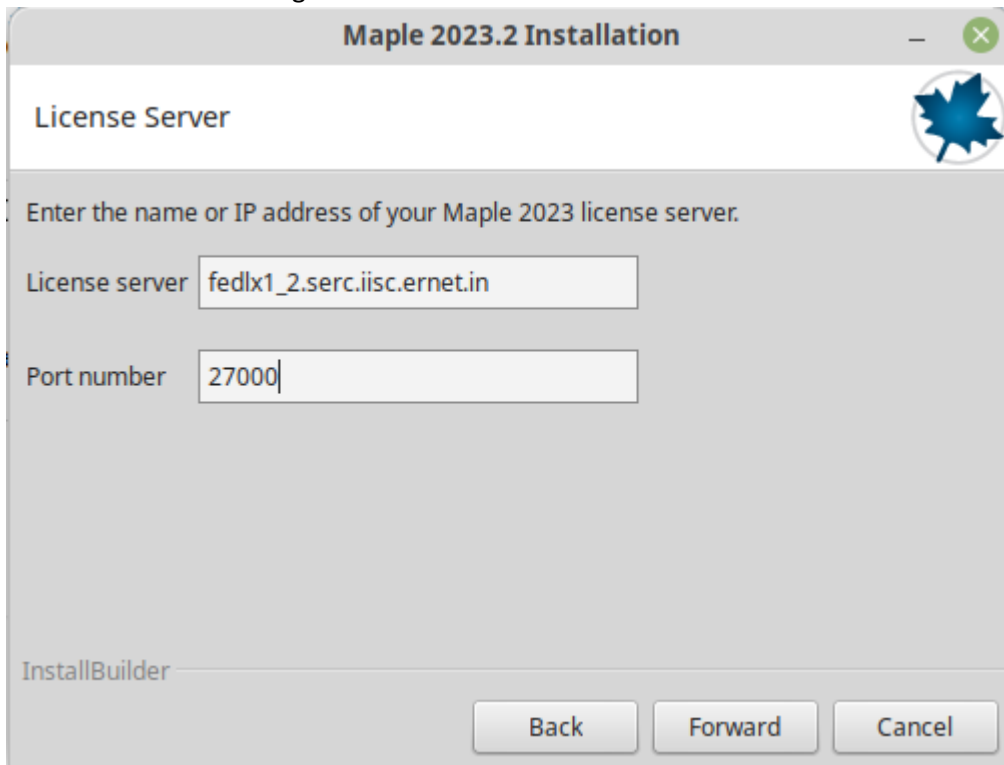 Maple 2023.2 Installation
License Server
Enter the name or IP address of your Maple 2023 license server.
License server fedlx1_2.serc.iisc.ernet.in
Port number 27000
InstallBuilder
Back Forward Cancel